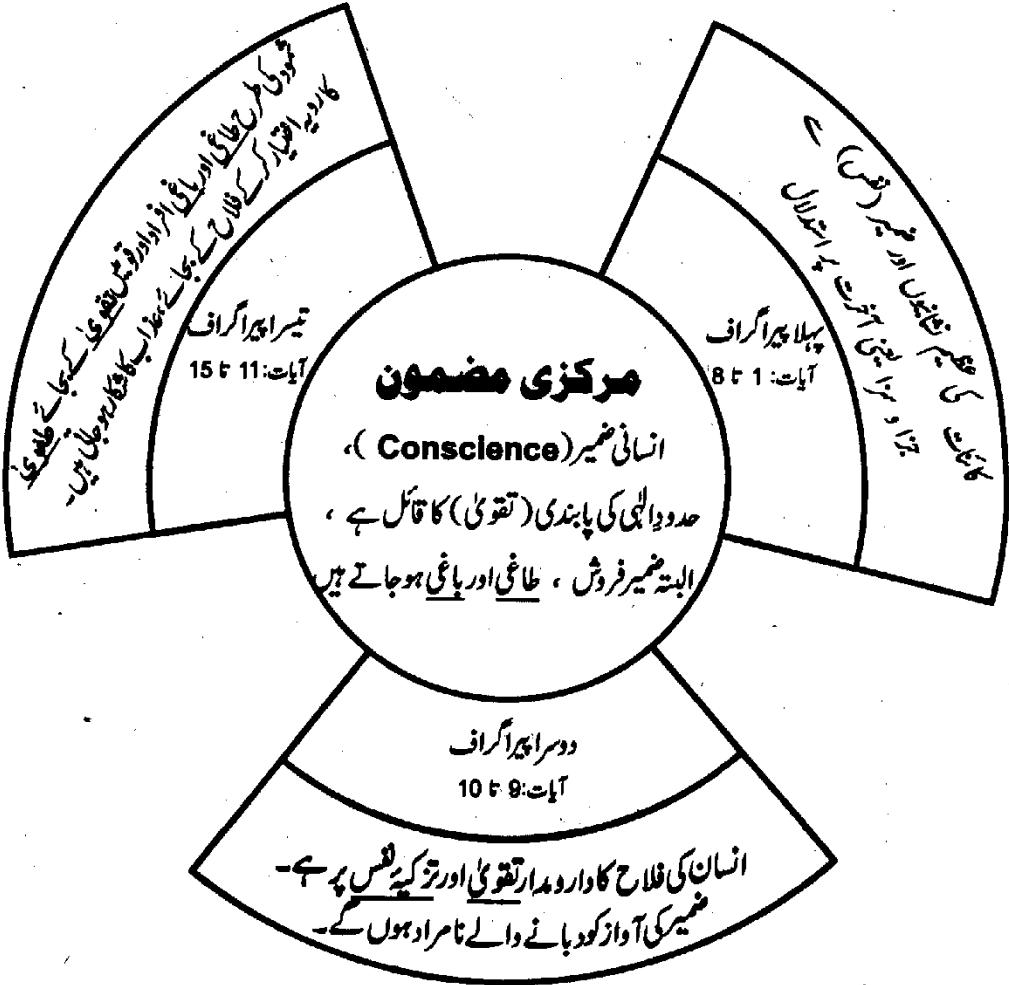 مرکزی مضمون
انسانی ضمیر (Conscience)،
حدودِ الٰہی کی پابندی (تقویٰ) کا قائل ہے ،
البتہ ضمیر فروش ، طاغی اور باغی ہو جاتے ہیں
پہلا پیراگراف
آیات: 1 تا 8
کائنات کی عظیم نشانیوں اور ضمیر (نفس) سے
جزا و سزا یعنی آخرت پر استدلال
دوسرا پیراگراف
آیات: 9 تا 10
انسان کی فلاح کا دارومدار تقویٰ اور تزکیۂ نفس پر ہے۔
ضمیر کی آواز کو دبانے والے نامراد ہوں گے۔
تیسرا پیراگراف
آیات: 11 تا 15
ثمود کی طرح طاغی اور باغی افراد اور قومیں تقویٰ کے بجائے طغویٰ
کا رویہ اختیار کر کے فلاح کے بجائے، عذاب کا شکار ہو جاتی ہیں۔